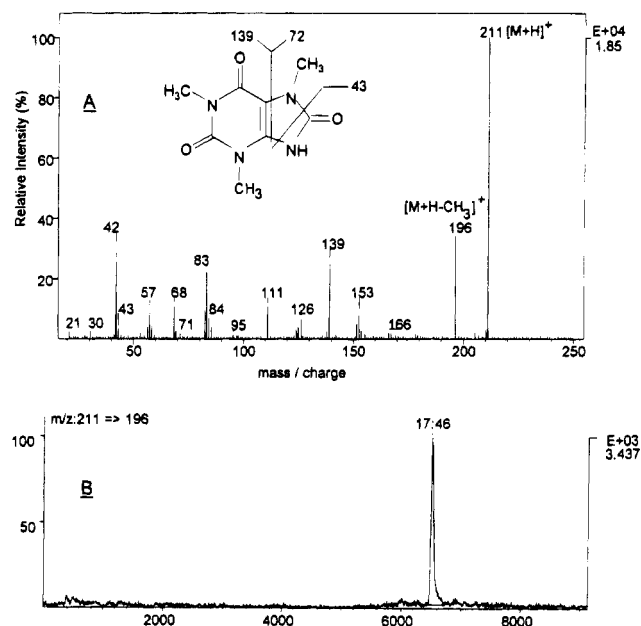 139 72
100
211 [M+H]+
E+04
1.85
CH3
43
H3C
O
N
N
A
O
O
N
NH
CH3
Relative Intensity (%)
80
60
40
20
[M+H-CH3]+
196
42
139
83
57
68
111
153
43
84
126
21
30
71
95
166
50
100
150
200
250
mass / charge
m/z:211 => 196
17:46
E+03
3.437
100
B
50
2000
4000
6000
8000